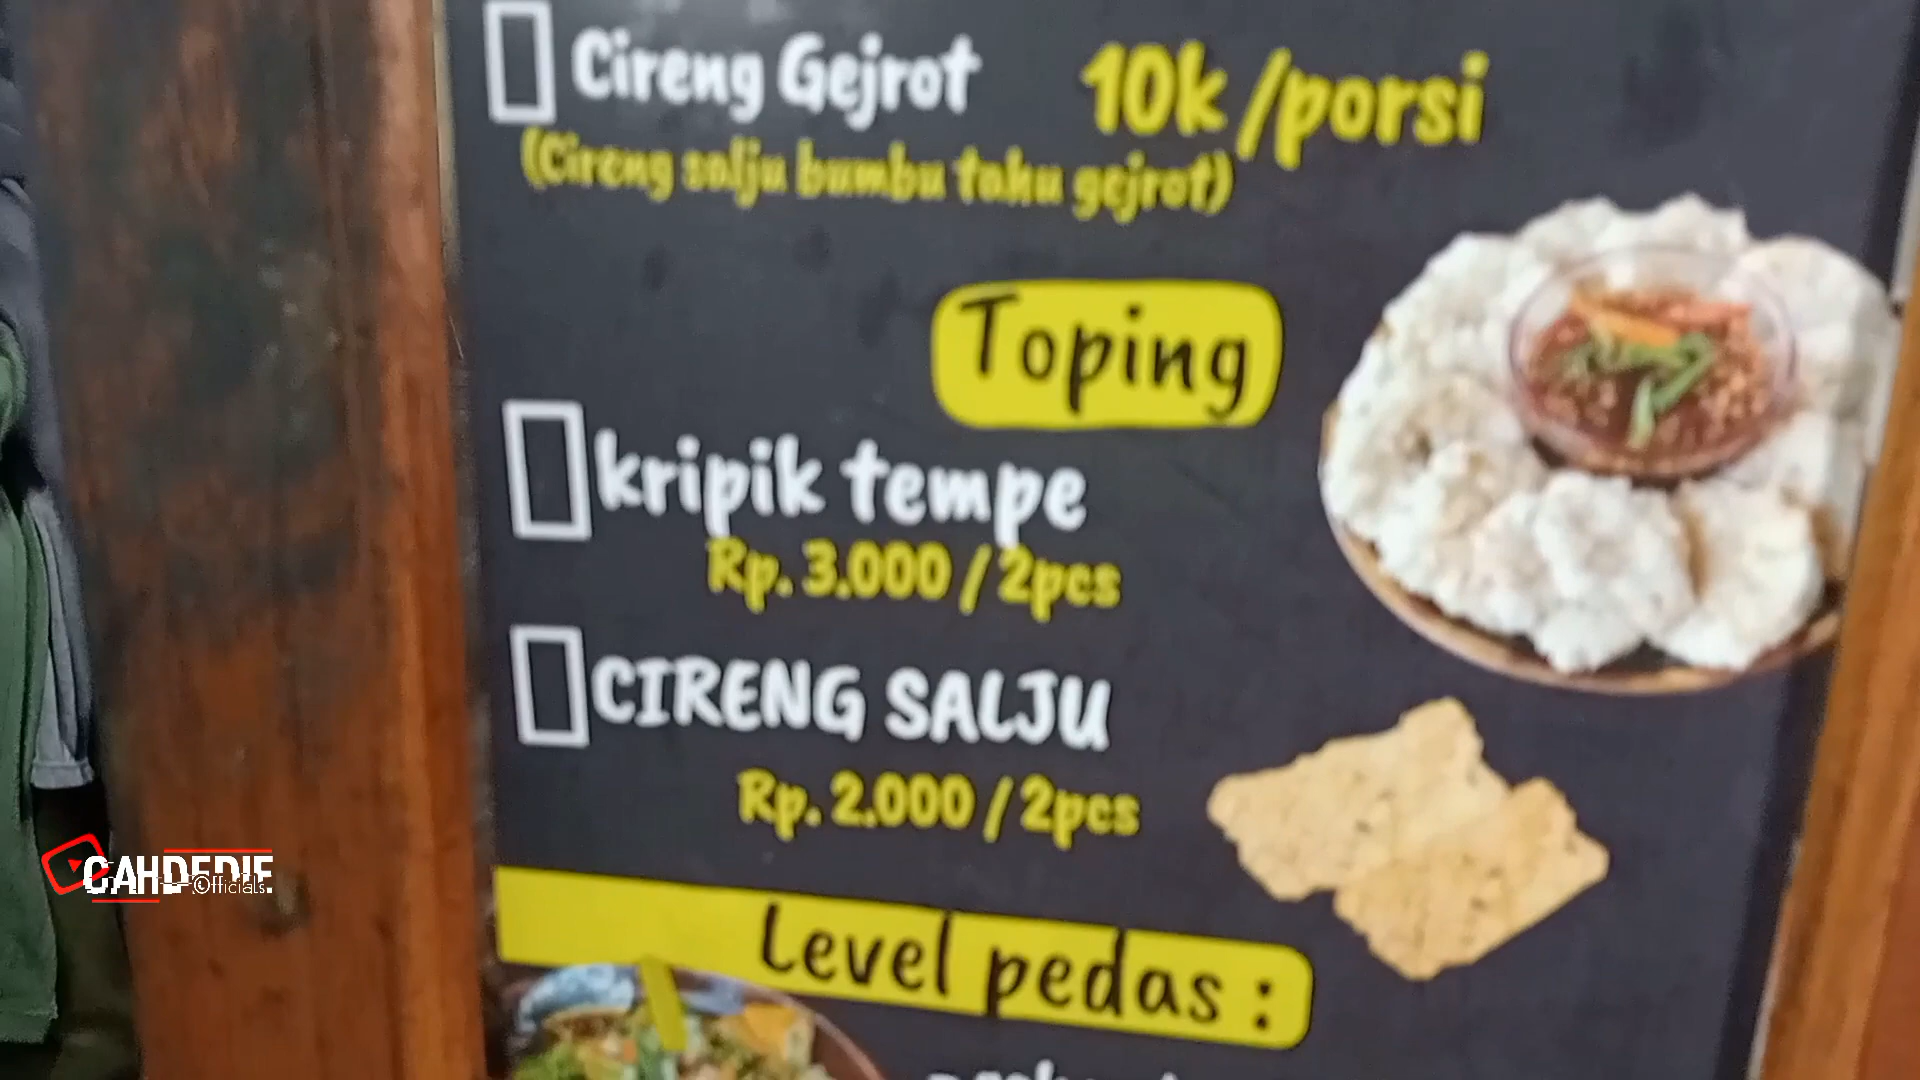 Cireng Gejrot 10k /porsi
(Cireng salju bumbu tahu gejrot)
Toping
kripik tempe
Rp. 3.000 / 2pcs
CIRENG SALJU
Rp. 2.000 / 2pcs
CAHDEDIE.
©fficials.
Level pedas :